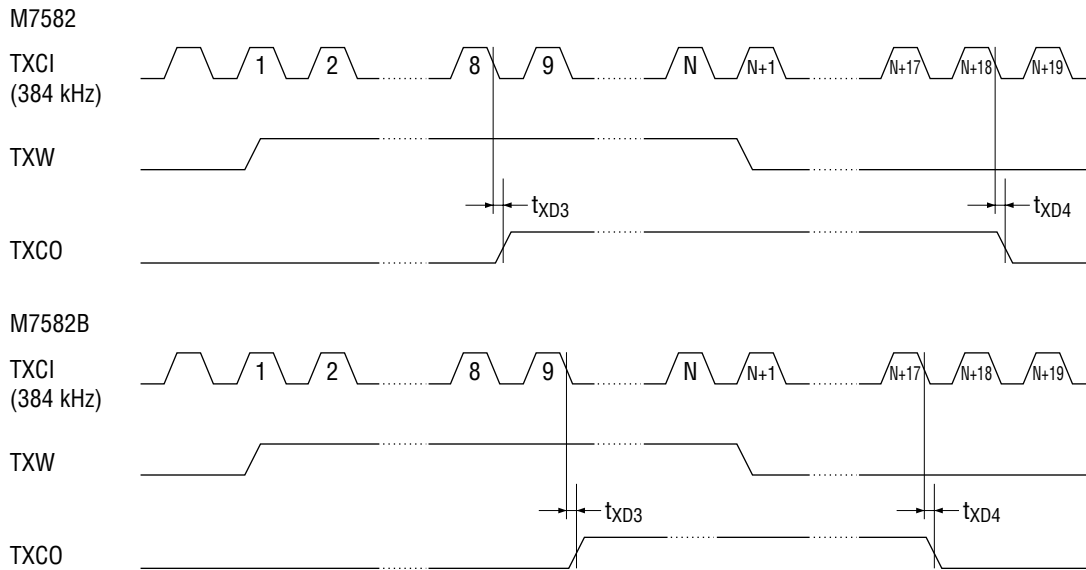 M7582
TXCI 1 2 8 9 N N+1 N+17 N+18 N+19
(384 kHz)
TXW
tXD3 tXD4
TXCO
M7582B
TXCI 1 2 8 9 N N+1 N+17 N+18 N+19
(384 kHz)
TXW
tXD3 tXD4
TXCO